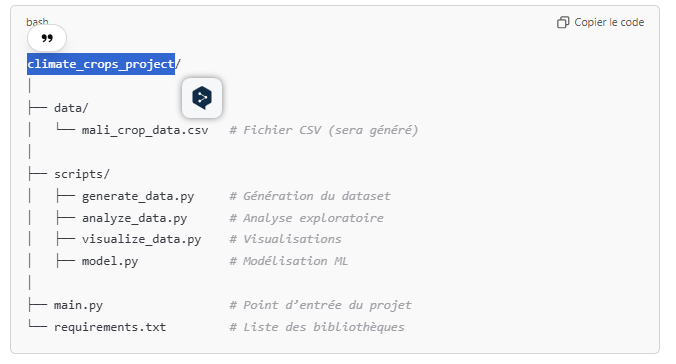 bash
Copier le code
climate_crops_project/
│
├── data/
│   └── mali_crop_data.csv   # Fichier CSV (sera généré)
│
├── scripts/
│   ├── generate_data.py     # Génération du dataset
│   ├── analyze_data.py      # Analyse exploratoire
│   ├── visualize_data.py    # Visualisations
│   ├── model.py             # Modélisation ML
│
├── main.py                  # Point d’entrée du projet
└── requirements.txt         # Liste des bibliothèques